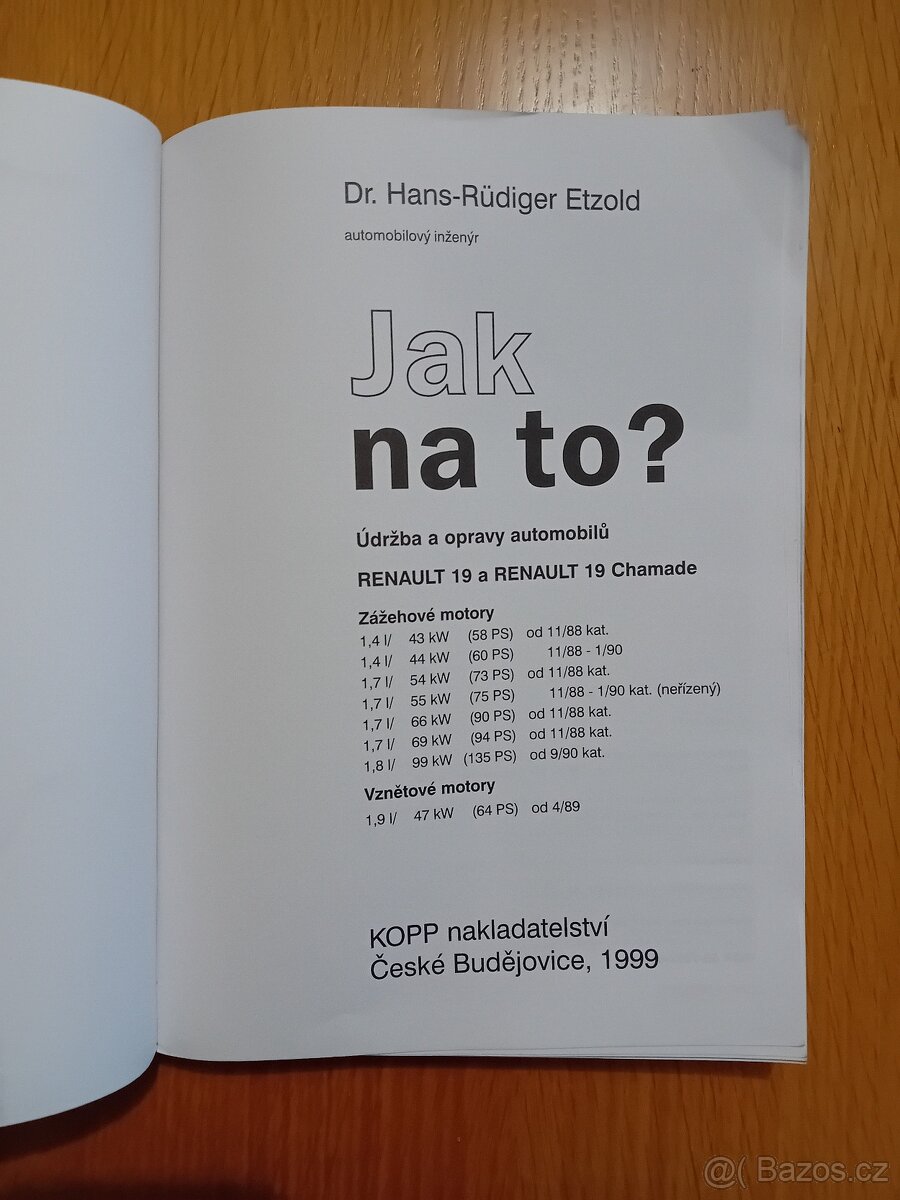 Dr. Hans-Rüdiger Etzold
automobilový inženýr
Jak
na to?
Údržba a opravy automobilů
RENAULT 19 a RENAULT 19 Chamade
Zážehové motory
1,4 l/ 43 kW (58 PS) od 11/88 kat.
1,4 l/ 44 kW (60 PS) 11/88 - 1/90
1,7 l/ 54 kW (73 PS) od 11/88 kat.
1,7 l/ 55 kW (75 PS) 11/88 - 1/90 kat. (neřízený)
1,7 l/ 66 kW (90 PS) od 11/88 kat.
1,7 l/ 69 kW (94 PS) od 11/88 kat.
1,8 l/ 99 kW (135 PS) od 9/90 kat.
Vznětové motory
1,9 l/ 47 kW (64 PS) od 4/89
KOPP nakladatelství
České Budějovice, 1999
@( Bazos.cz